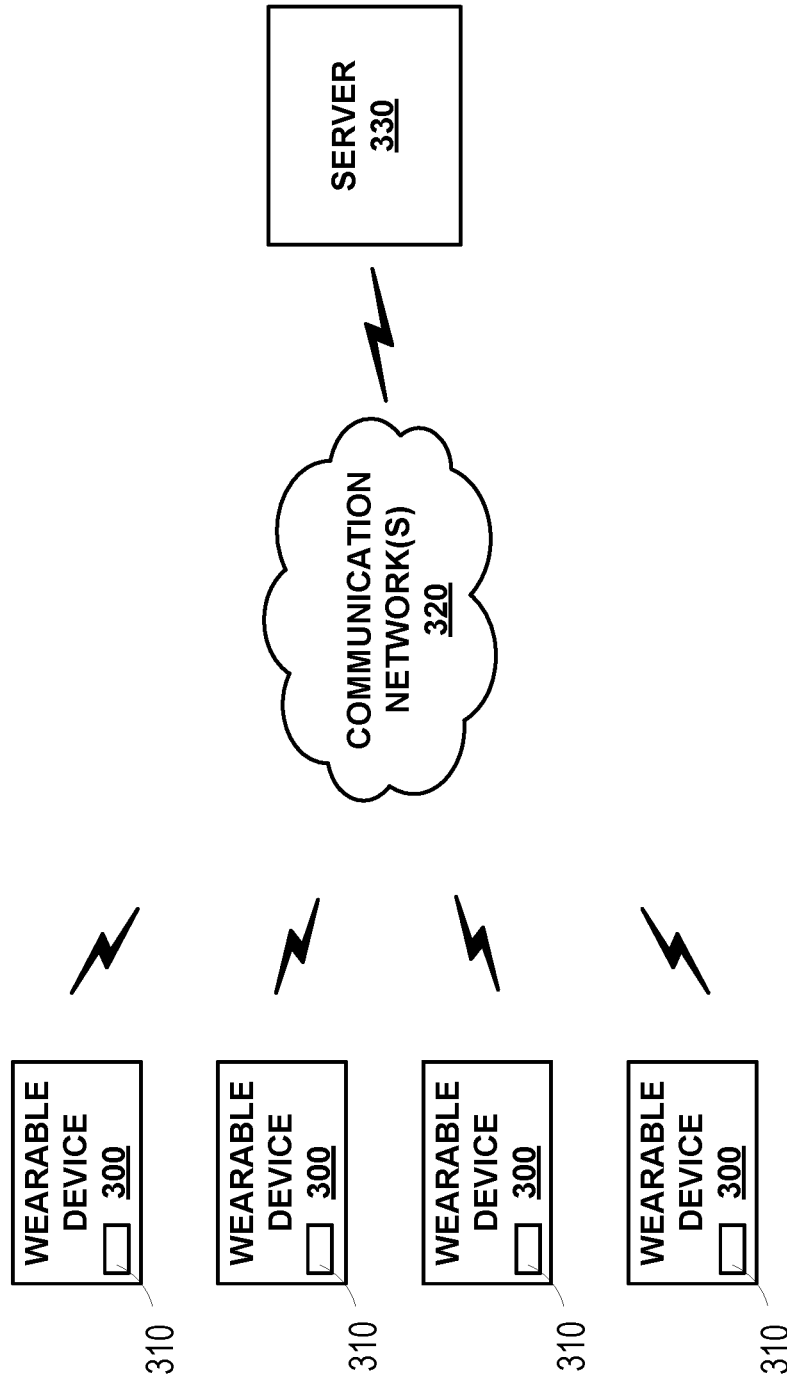 WEARABLE
DEVICE
300
310
WEARABLE
DEVICE
300
310
WEARABLE
DEVICE
300
310
WEARABLE
DEVICE
300
310
COMMUNICATION
NETWORK(S)
320
SERVER
330